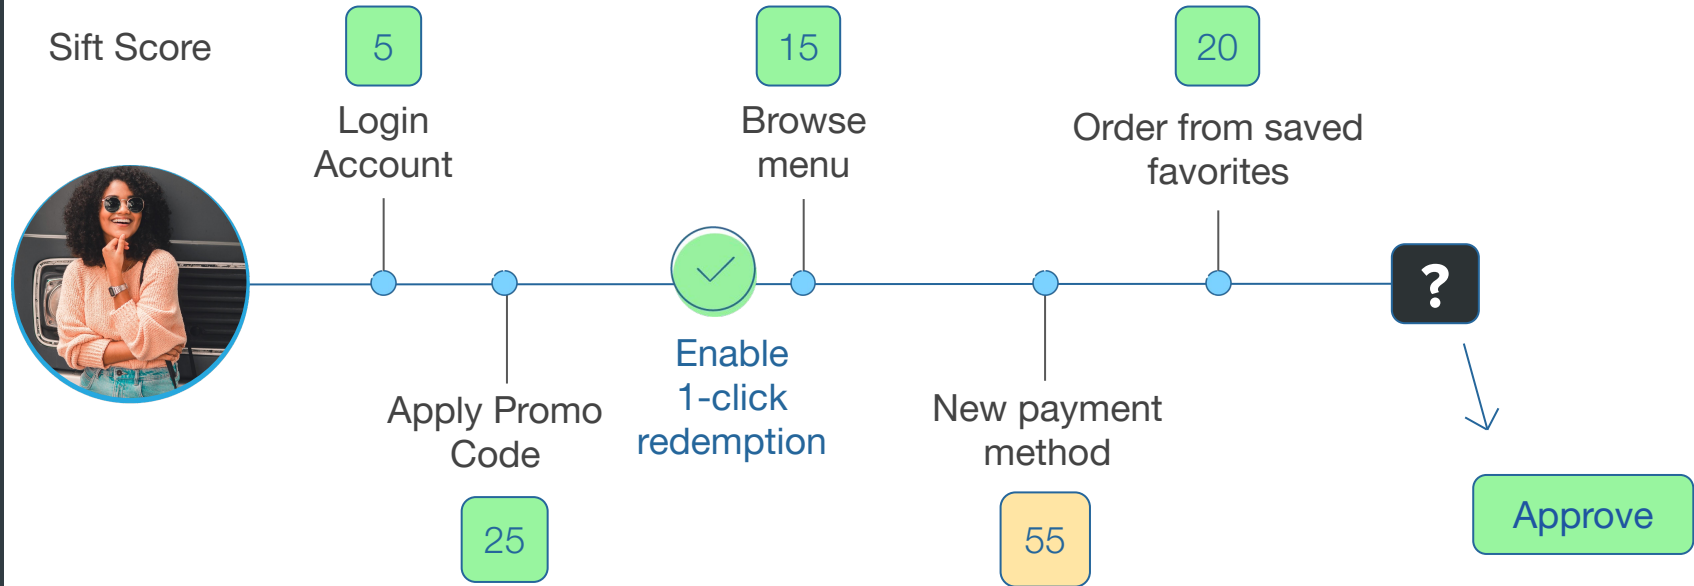 Sift Score
5
Login
Account
Apply Promo
Code
25
Enable
1-click
redemption
15
Browse
menu
New payment
method
55
20
Order from saved
favorites
?
Approve